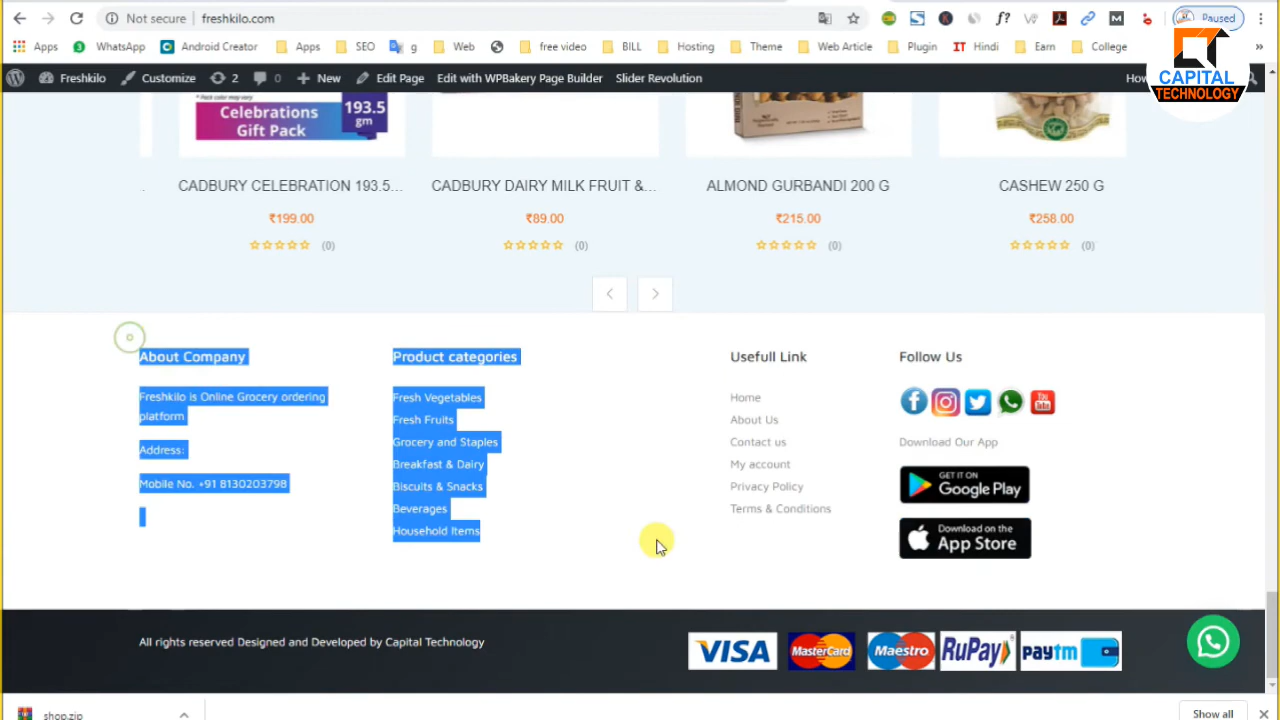 Not secure | freshkilo.com
Paused
Apps WhatsApp Android Creator Apps SEO g Web free video BILL Hosting Theme Web Article Plugin IT Hindi Earn College »
Freshkilo Customize 2 0 New Edit Page Edit with WPBakery Page Builder Slider Revolution How
CAPITAL
TECHNOLOGY
* Pack color may vary
Celebrations
Gift Pack
193.5
gm
CADBURY CELEBRATION 193.5... CADBURY DAIRY MILK FRUIT &... ALMOND GURBANDI 200 G CASHEW 250 G
₹199.00 ₹89.00 ₹215.00 ₹258.00
(0) (0) (0) (0)
About Company
Freshkilo is Online Grocery ordering
platform
Address:
Mobile No. +91 8130203798
Product categories
Fresh Vegetables
Fresh Fruits
Grocery and Staples
Breakfast & Dairy
Biscuits & Snacks
Beverages
Household Items
Usefull Link
Home
About Us
Contact us
My account
Privacy Policy
Terms & Conditions
Follow Us
You
Tube
Download Our App
GET IT ON
Google Play
Download on the
App Store
All rights reserved Designed and Developed by Capital Technology
VISA MasterCard Maestro RuPay paytm
shop.zip
Show all